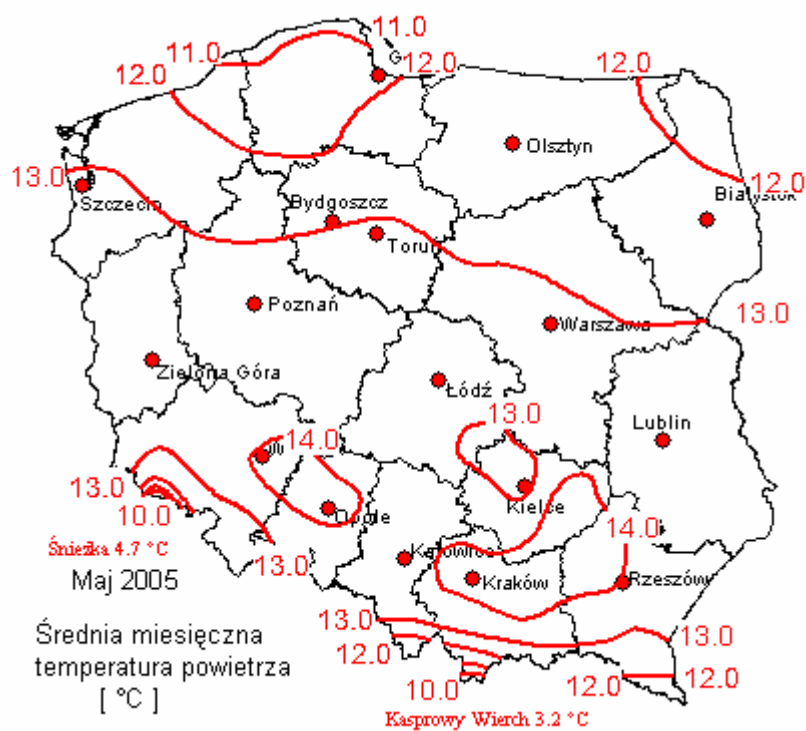 11.0
11.0
G
12.0
12.0
12.0
Olsztyn
13.0
12.0
Szczecin
Białystok
Bydgoszcz
Toruń
Poznań
13.0
Warszawa
Zielona Góra
Łódź
13.0
Lublin
14.0
W
13.0
10.0
Kielce
Opole
14.0
Śnieżka 4.7 °C
Katowice
13.0
Maj 2005
Kraków
Rzeszów
13.0
13.0
Średnia miesięczna
12.0
temperatura powietrza
10.0
12.0
12.0
[ °C ]
Kasprowy Wierch 3.2 °C